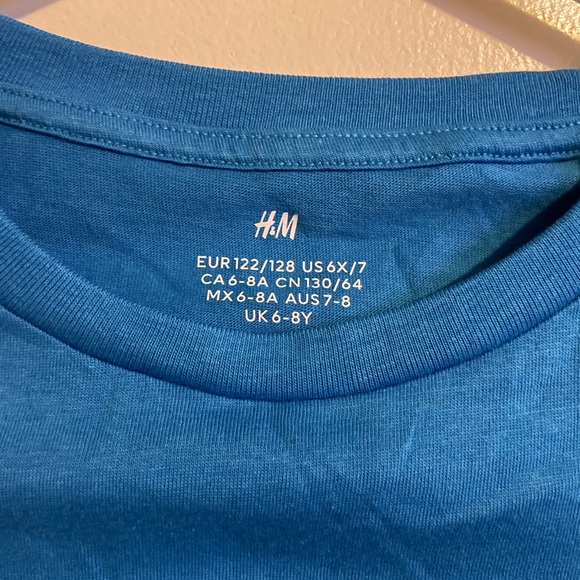 H&M
EUR 122/128 US 6X/7
CA 6-8A CN 130/64
MX 6-8A AUS 7-8
UK 6-8Y